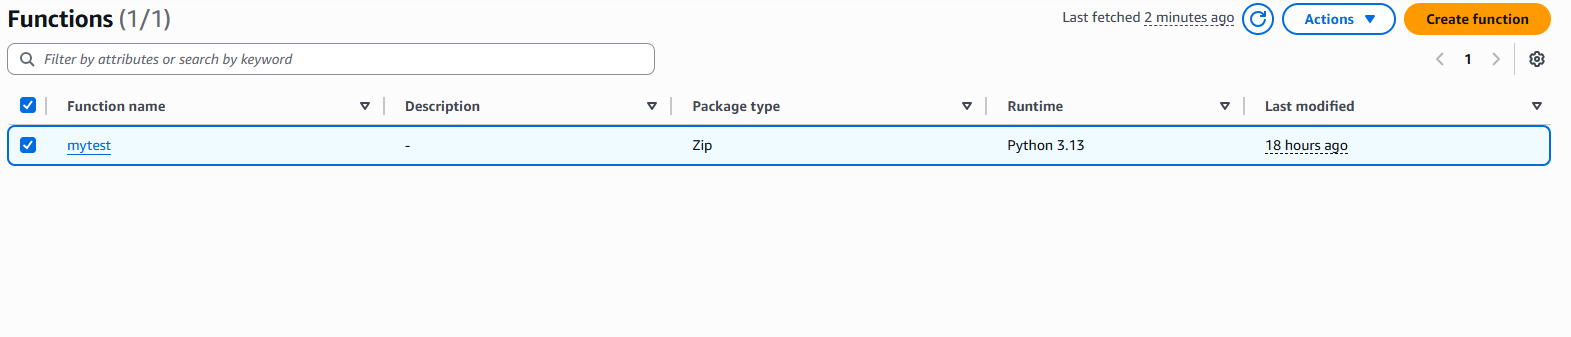 Functions (1/1)
Last fetched 2 minutes ago
Actions
Create function
Filter by attributes or search by keyword
1
Function name Description Package type Runtime Last modified
mytest - Zip Python 3.13 18 hours ago